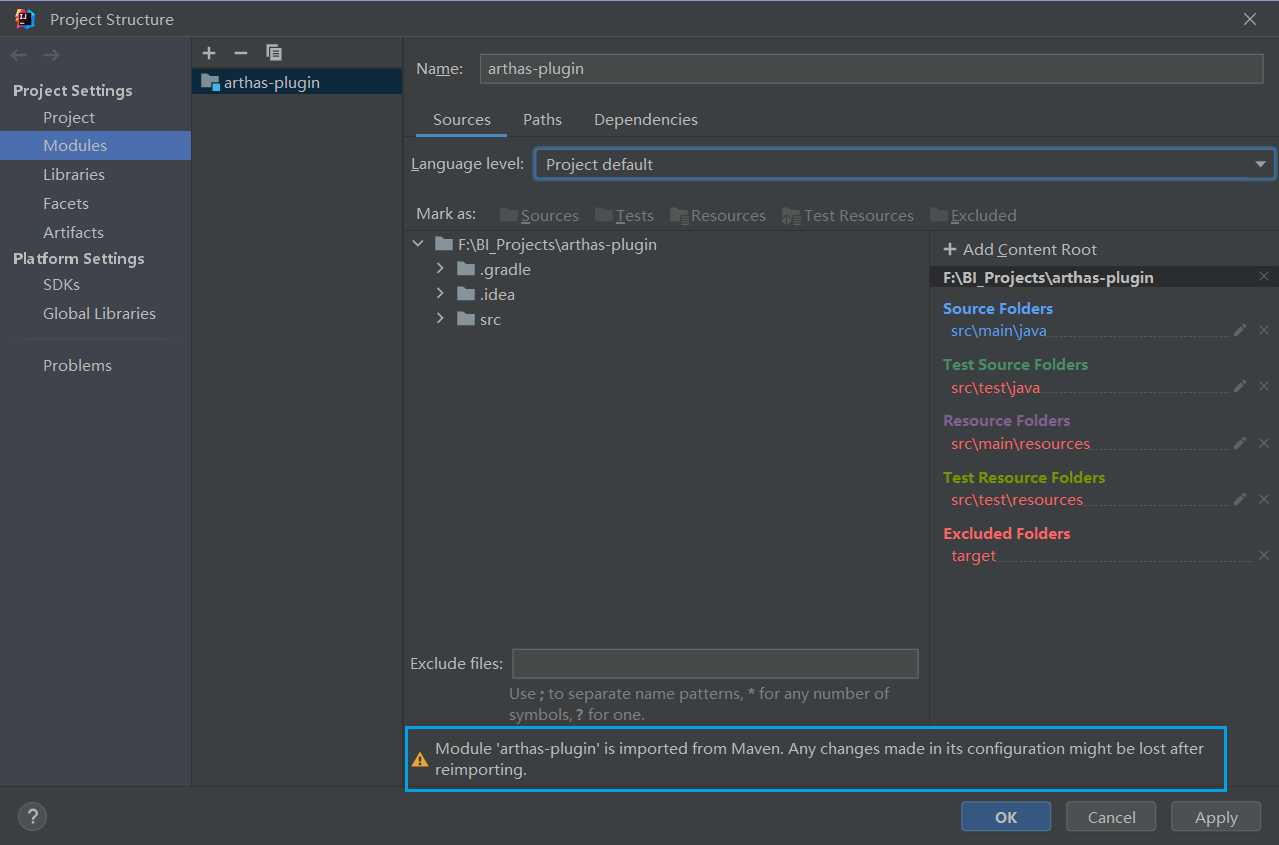 Project Structure
Project Settings
Project
Modules
Libraries
Facets
Artifacts
Platform Settings
SDKs
Global Libraries
Problems
arthas-plugin
Name: arthas-plugin
Sources Paths Dependencies
Language level: Project default
Mark as: Sources Tests Resources Test Resources Excluded
F:\BI_Projects\arthas-plugin
.gradle
.idea
src
+ Add Content Root
F:\BI_Projects\arthas-plugin
Source Folders
src\main\java
Test Source Folders
src\test\java
Resource Folders
src\main\resources
Test Resource Folders
src\test\resources
Excluded Folders
target
Exclude files:
Use ; to separate name patterns, * for any number of
symbols, ? for one.
Module 'arthas-plugin' is imported from Maven. Any changes made in its configuration might be lost after
reimporting.
?
OK Cancel Apply